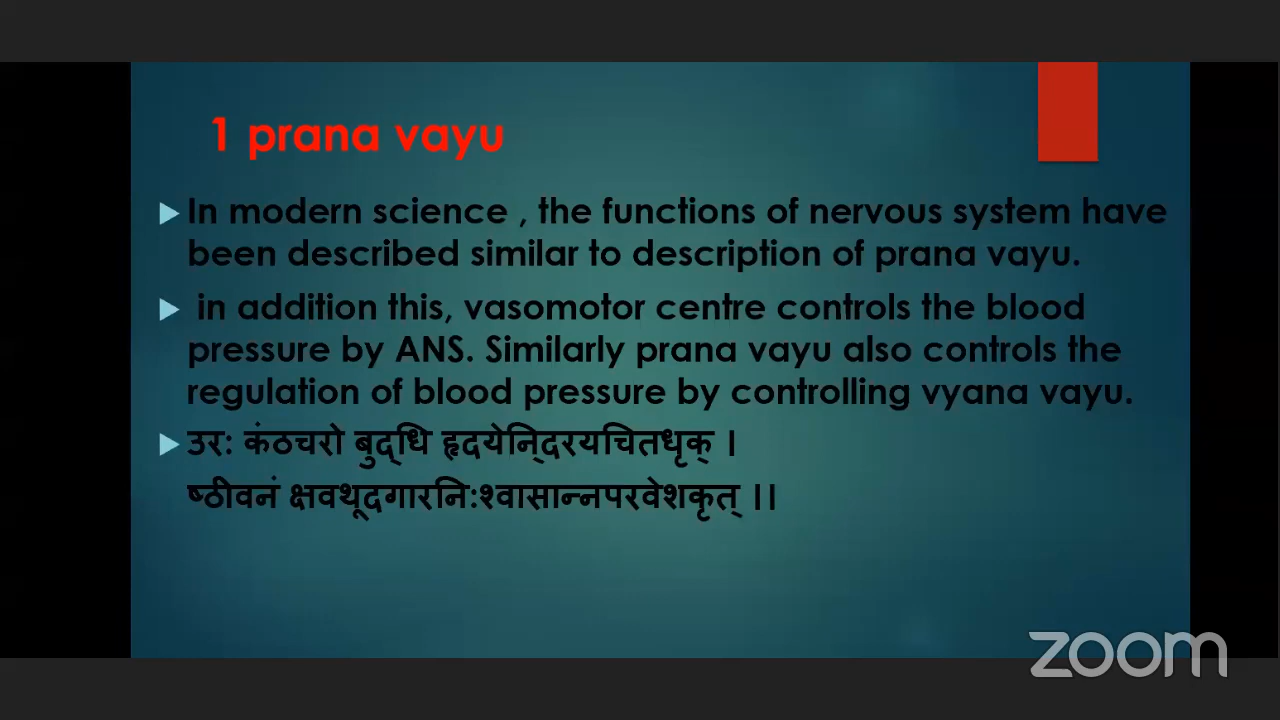 1 prana vayu
In modern science , the functions of nervous system have
been described similar to description of prana vayu.
in addition this, vasomotor centre controls the blood
pressure by ANS. Similarly prana vayu also controls the
regulation of blood pressure by controlling vyana vayu.
उर: कंठचरो बुद्धि हृदयेनि्दरयचितधृक् ।
ष्ठीवनं क्षवथूदगारनि:श्वासान्नपरवेशकृत् ।।
zoom